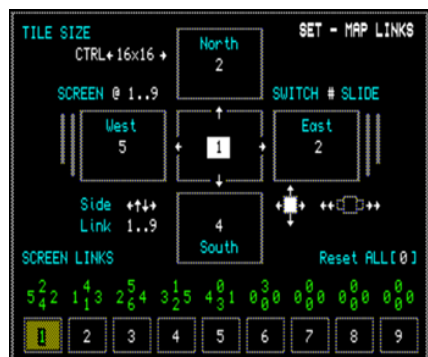 TILE SIZE
SET - MAP LINKS
CTRL←16x16→
North
2
SCREEN @ 1..9
SWITCH # SLIDE
West
5
↑
← 1 →
↓
East
2
Side ←↑↓→
Link 1..9
4
South
SCREEN LINKS
Reset ALL[0]
2 4 5 1 0 0 0 0 0
5 2 1 3 2 4 3 5 4 1 0 0 0 0 0 0 0 0
4 1 6 2 3 3 0 0 0
1 2 3 4 5 6 7 8 9